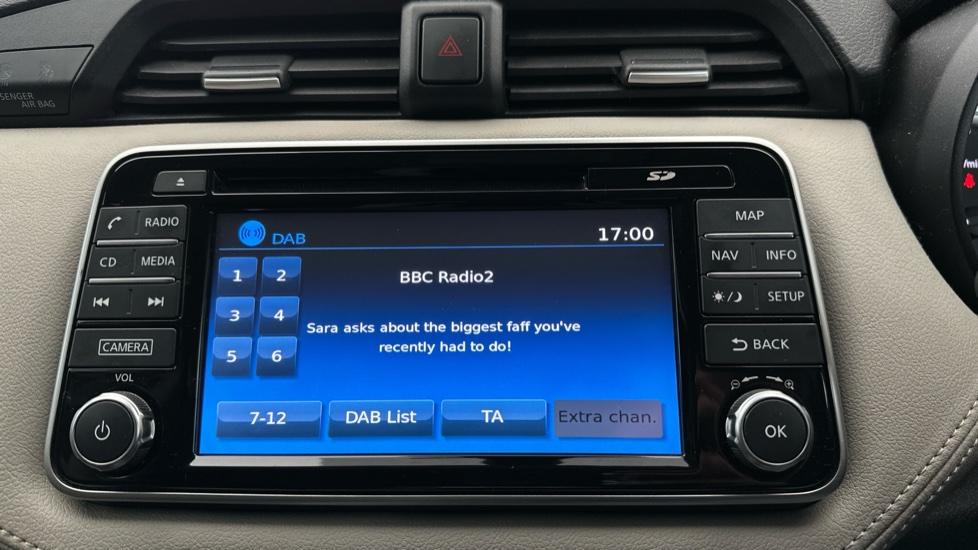 SENGER
AIR BAG
SD
RADIO
CD MEDIA
CAMERA
VOL
DAB 17:00
BBC Radio2
1 2
3 4
5 6
Sara asks about the biggest faff you've
recently had to do!
7-12 DAB List TA Extra chan.
MAP
NAV INFO
SETUP
BACK
OK
/mi